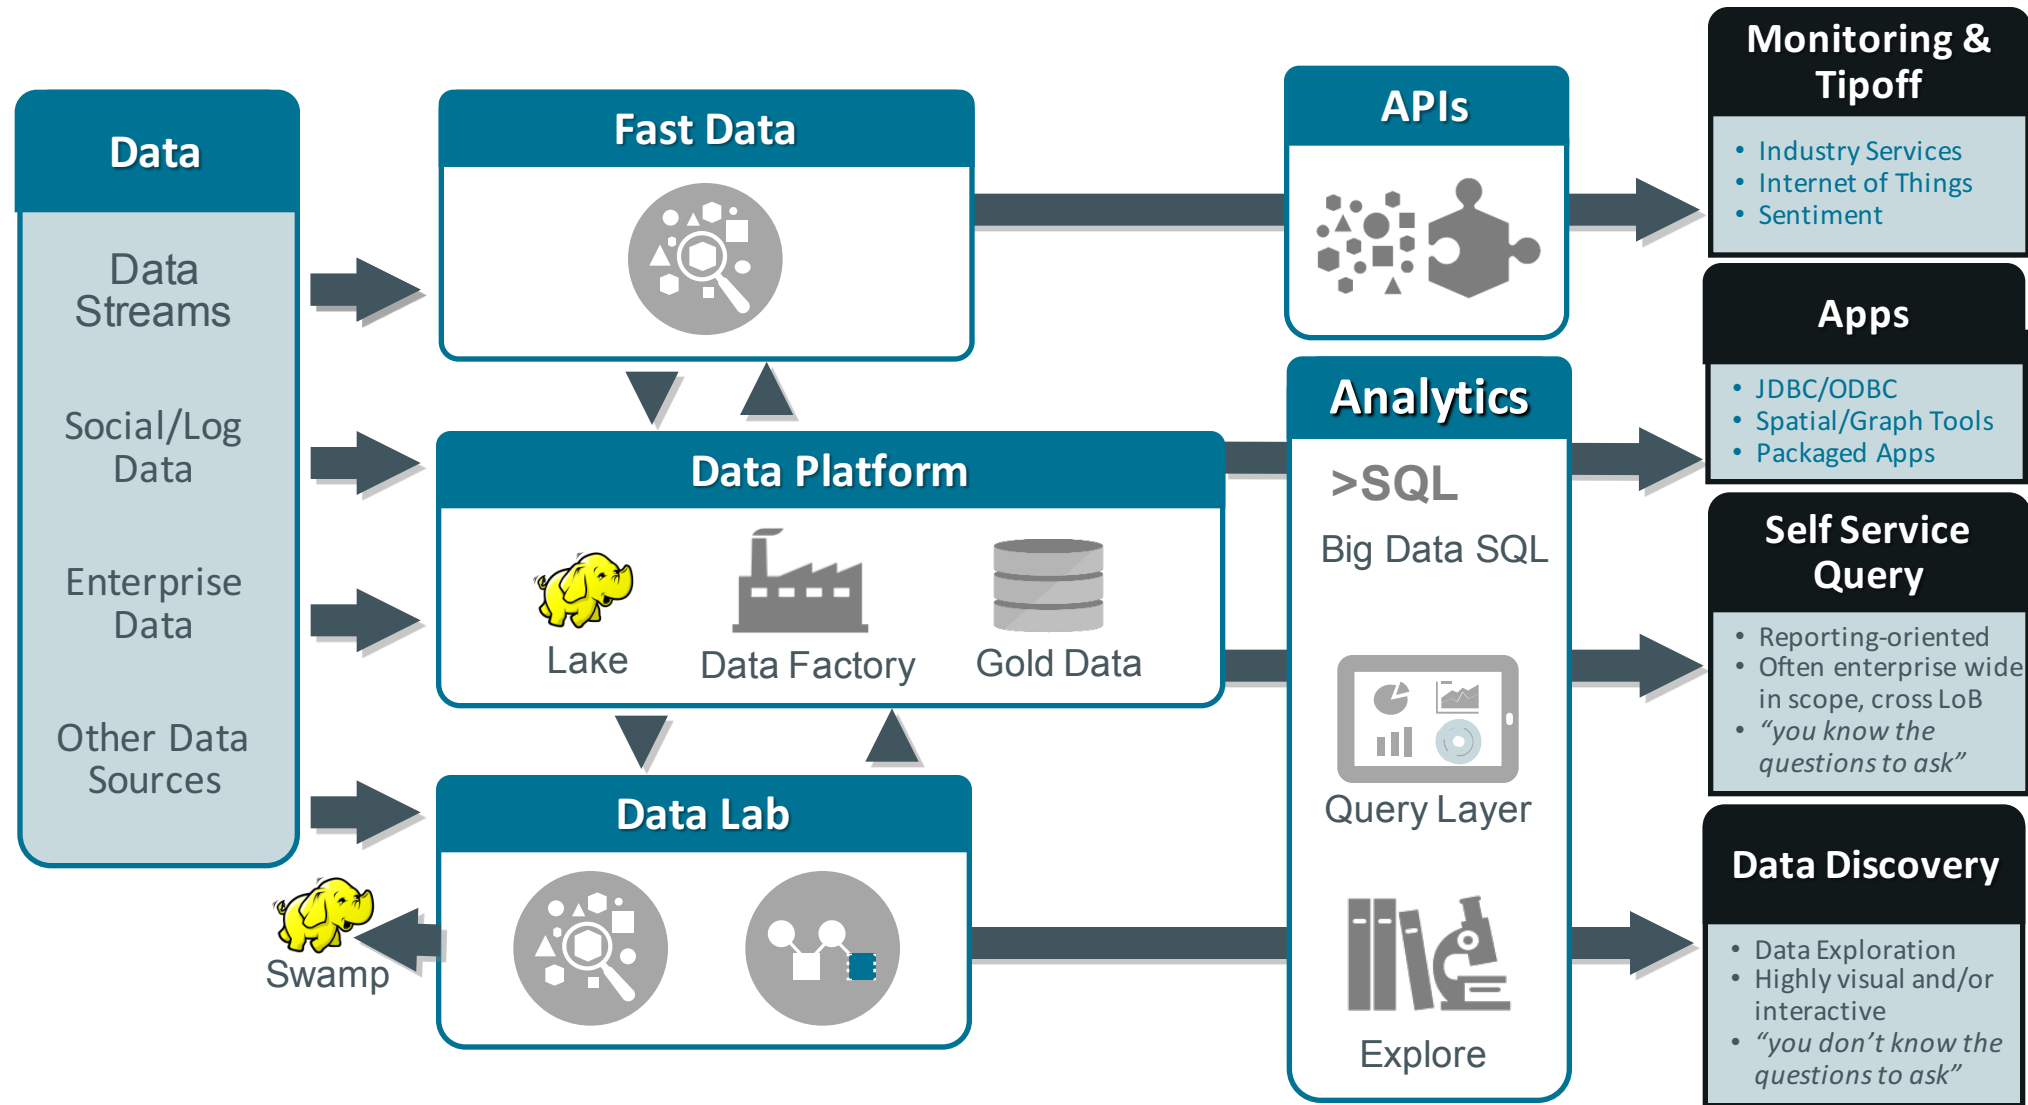 Data
Data
Streams
Social/Log
Data
Enterprise
Data
Other Data
Sources
Swamp
Fast Data
Data Platform
Lake
Data Factory
Gold Data
Data Lab
APIs
Analytics
>SQL
Big Data SQL
Query Layer
Explore
Monitoring &
Tipoff
• Industry Services
• Internet of Things
• Sentiment
Apps
• JDBC/ODBC
• Spatial/Graph Tools
• Packaged Apps
Self Service
Query
• Reporting-oriented
• Often enterprise wide
in scope, cross LoB
• “you know the
questions to ask”
Data Discovery
• Data Exploration
• Highly visual and/or
interactive
• “you don’t know the
questions to ask”